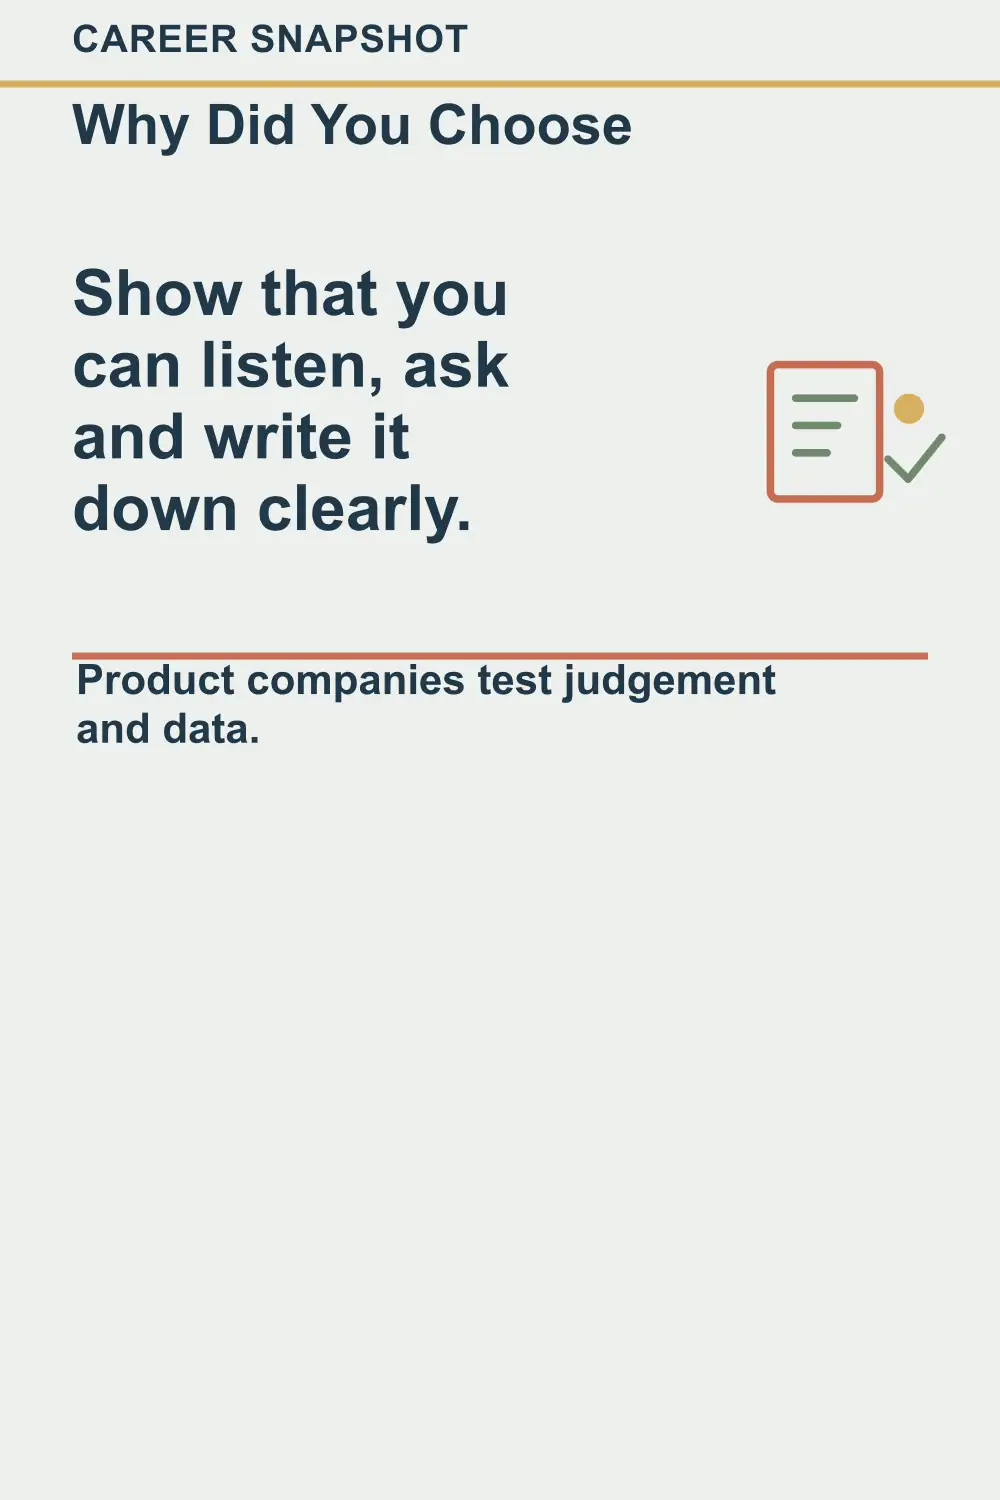 CAREER SNAPSHOT
Why Did You Choose
Show that you
can listen, ask
and write it
down clearly.
Product companies test judgement
and data.